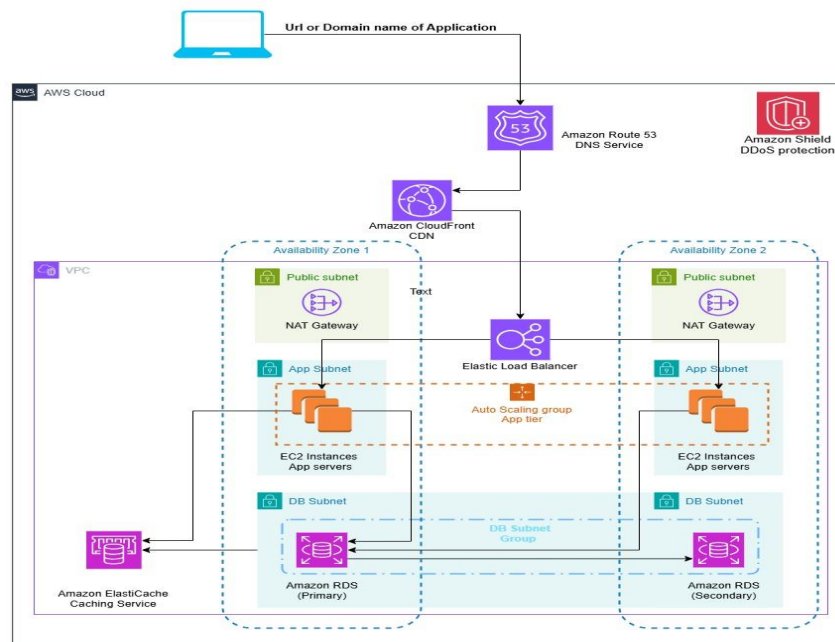 Url or Domain name of Application
aws
AWS Cloud
53
Amazon Route 53
DNS Service
Amazon Shield
DDoS protection
Amazon CloudFront
CDN
Availability Zone 1
Availability Zone 2
VPC
Public subnet
Public subnet
Text
NAT Gateway
NAT Gateway
Elastic Load Balancer
App Subnet
App Subnet
Auto Scaling group
App tier
EC2 Instances
App servers
EC2 Instances
App servers
DB Subnet
DB Subnet
DB Subnet
Group
Amazon RDS
(Primary)
Amazon RDS
(Secondary)
Amazon ElastiCache
Caching Service